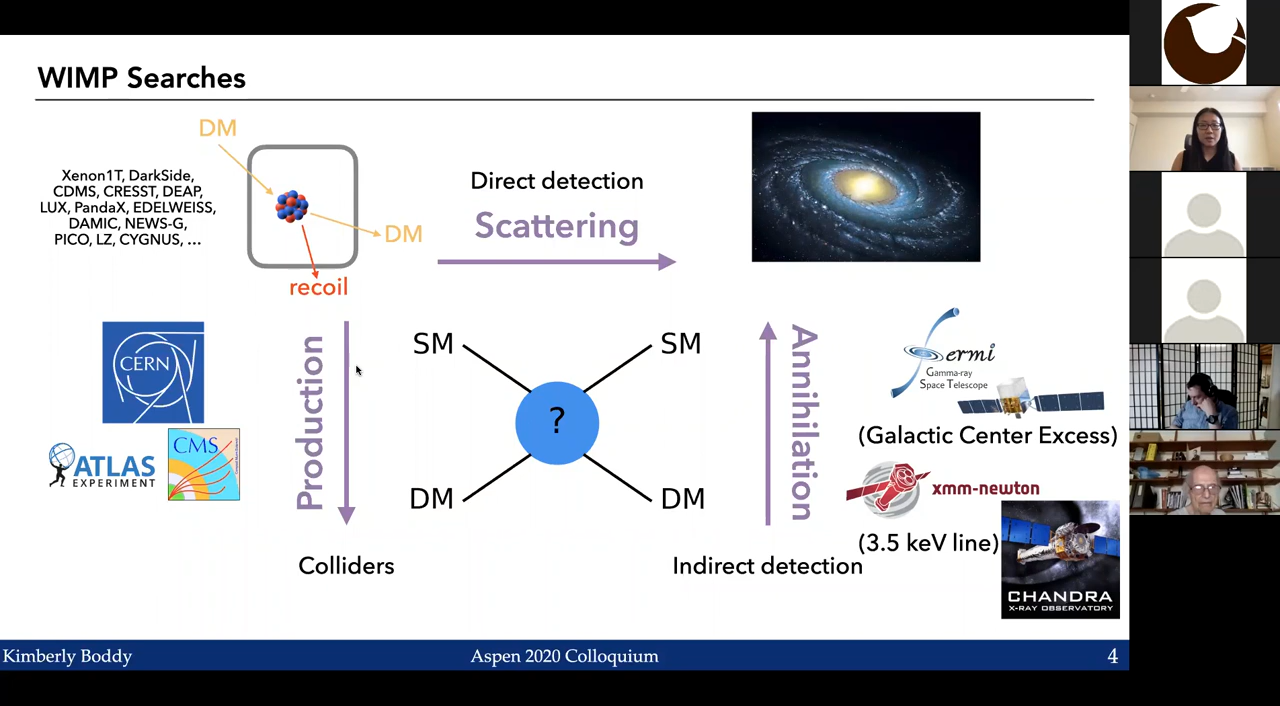 WIMP Searches
DM
Xenon1T, DarkSide,
CDMS, CRESST, DEAP,
LUX, PandaX, EDELWEISS,
DAMIC, NEWS-G,
PICO, LZ, CYGNUS, ...
DM
recoil
Direct detection
Scattering
CERN
ATLAS
EXPERIMENT
CMS
Production
Colliders
SM
SM
?
DM
DM
Annihilation
Indirect detection
Fermi
Gamma-ray
Space Telescope
(Galactic Center Excess)
xmm-newton
(3.5 keV line)
CHANDRA
X-RAY OBSERVATORY
Kimberly Boddy
Aspen 2020 Colloquium
4